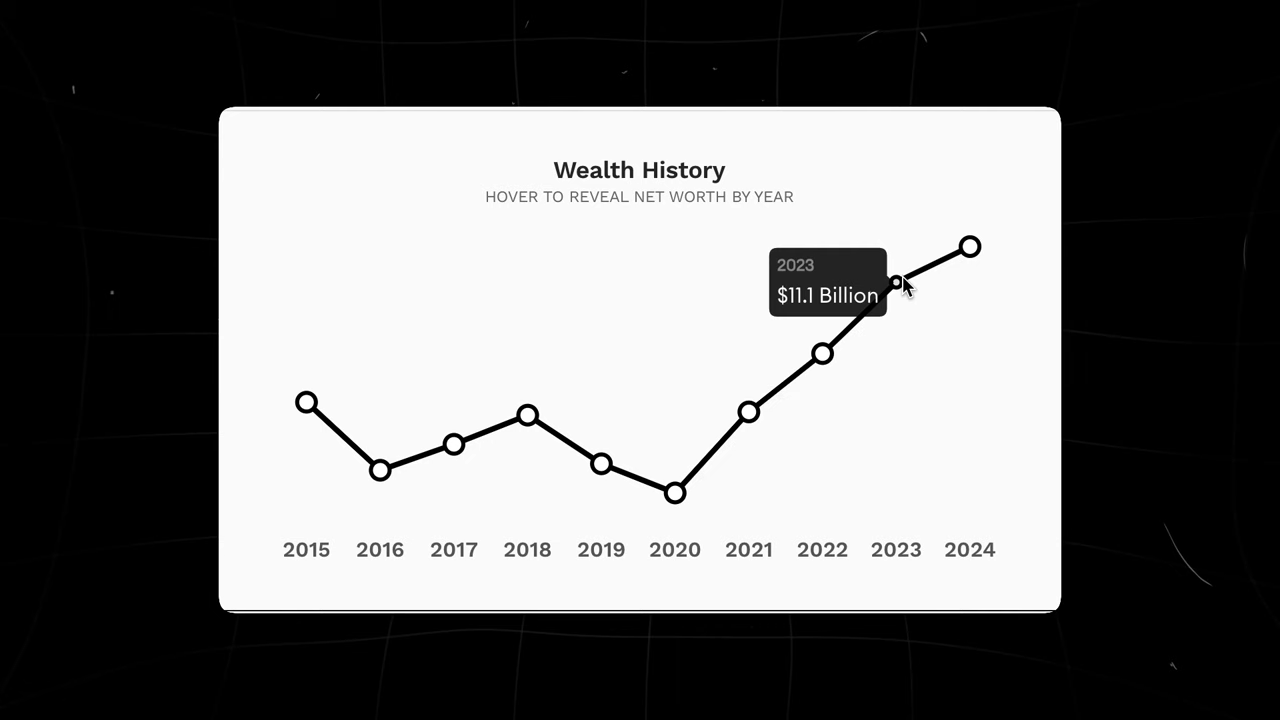 Wealth History
HOVER TO REVEAL NET WORTH BY YEAR
2023
$11.1 Billion
2015 2016 2017 2018 2019 2020 2021 2022 2023 2024